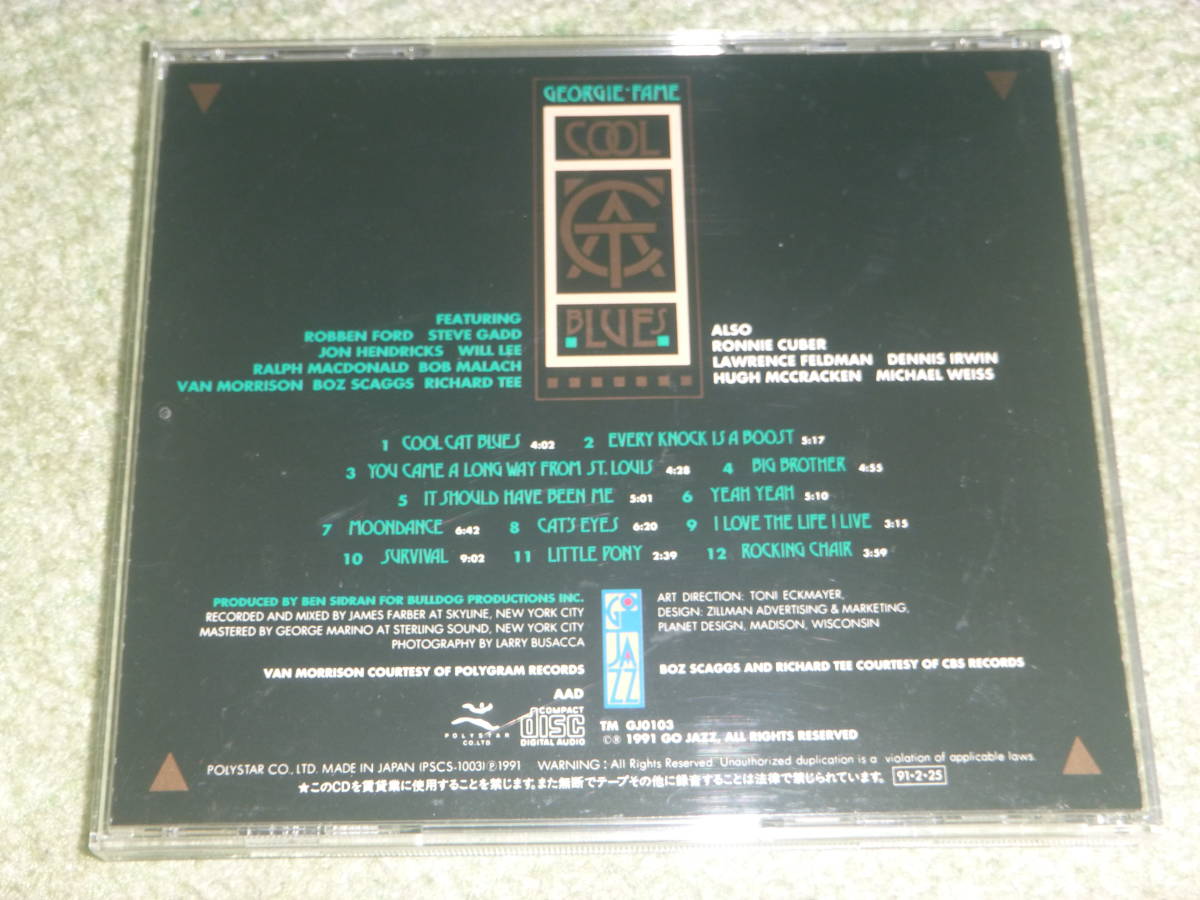 GEORGIE·FAME
COOL
CAT
BLUES
FEATURING
ROBBEN FORD STEVE GADD
JON HENDRICKS WILL LEE
RALPH MACDONALD BOB MALACH
VAN MORRISON BOZ SCAGGS RICHARD TEE
ALSO
RONNIE CUBER
LAWRENCE FELDMAN DENNIS IRWIN
HUGH MCCRACKEN MICHAEL WEISS
1 COOL CAT BLUES 4:02 2 EVERY KNOCK IS A BOOST 5:17
3 YOU CAME A LONG WAY FROM ST. LOUIS 4:28 4 BIG BROTHER 4:55
5 IT SHOULD HAVE BEEN ME 5:01 6 YEAH YEAH 5:10
7 MOONDANCE 6:42 8 CAT'S EYES 6:20 9 I LOVE THE LIFE I LIVE 3:15
10 SURVIVAL 9:02 11 LITTLE PONY 2:39 12 ROCKING CHAIR 3:59
PRODUCED BY BEN SIDRAN FOR BULLDOG PRODUCTIONS INC.
RECORDED AND MIXED BY JAMES FARBER AT SKYLINE, NEW YORK CITY
MASTERED BY GEORGE MARINO AT STERLING SOUND, NEW YORK CITY
PHOTOGRAPHY BY LARRY BUSACCA
VAN MORRISON COURTESY OF POLYGRAM RECORDS
GO JAZZ
ART DIRECTION: TONI ECKMAYER,
DESIGN: ZILLMAN ADVERTISING & MARKETING,
PLANET DESIGN, MADISON, WISCONSIN
BOZ SCAGGS AND RICHARD TEE COURTESY OF CBS RECORDS
AAD
POLYSTAR
CO.,LTD.
COMPACT
disc
DIGITAL AUDIO
TM GJ0103
©℗ 1991 GO JAZZ, ALL RIGHTS RESERVED
POLYSTAR CO., LTD. MADE IN JAPAN (PSCS-1003)℗1991 WARNING: All Rights Reserved. Unauthorized duplication is a violation of applicable laws.
★このCDを賃貸業に使用することを禁じます。また無断でテープその他に録音することは法律で禁じられています。 91・2・25